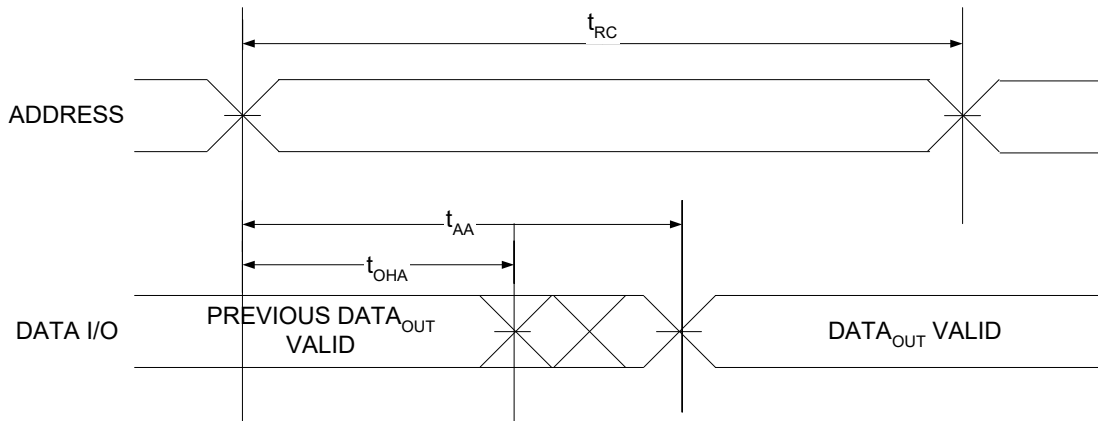 tRC
ADDRESS
tAA
tOHA
DATA I/O
PREVIOUS DATAOUT
VALID
DATAOUT VALID